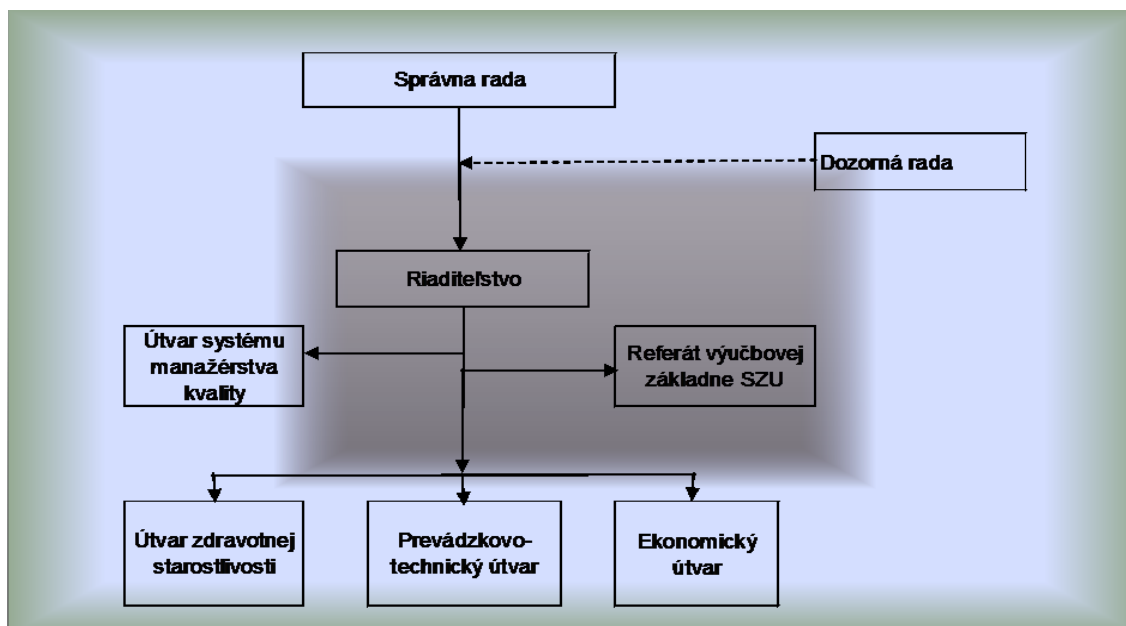 Správna rada
Dozorná rada
Riaditeľstvo
Útvar systému
manažérstva
kvality
Referát výučbovej
základne SZU
Útvar zdravotnej
starostlivosti
Prevádzkovo-
technický útvar
Ekonomický
útvar